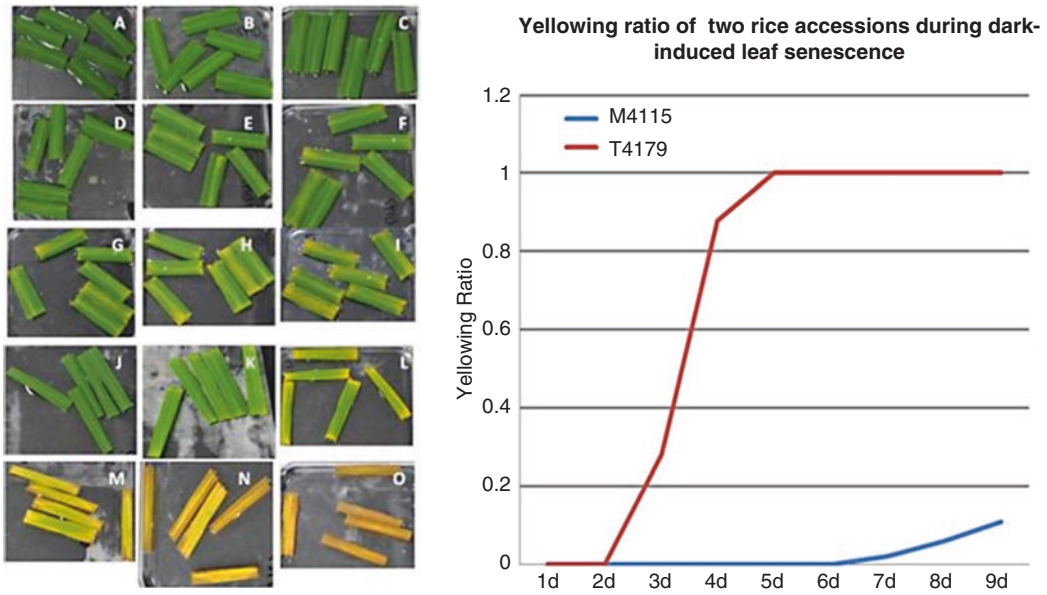 A
B
C
D
E
F
G
H
I
J
K
L
M
N
O
Yellowing ratio of two rice accessions during dark-
induced leaf senescence
M4115
T4179
Yellowing Ratio
1.2
1
0.8
0.6
0.4
0.2
0
1d 2d 3d 4d 5d 6d 7d 8d 9d